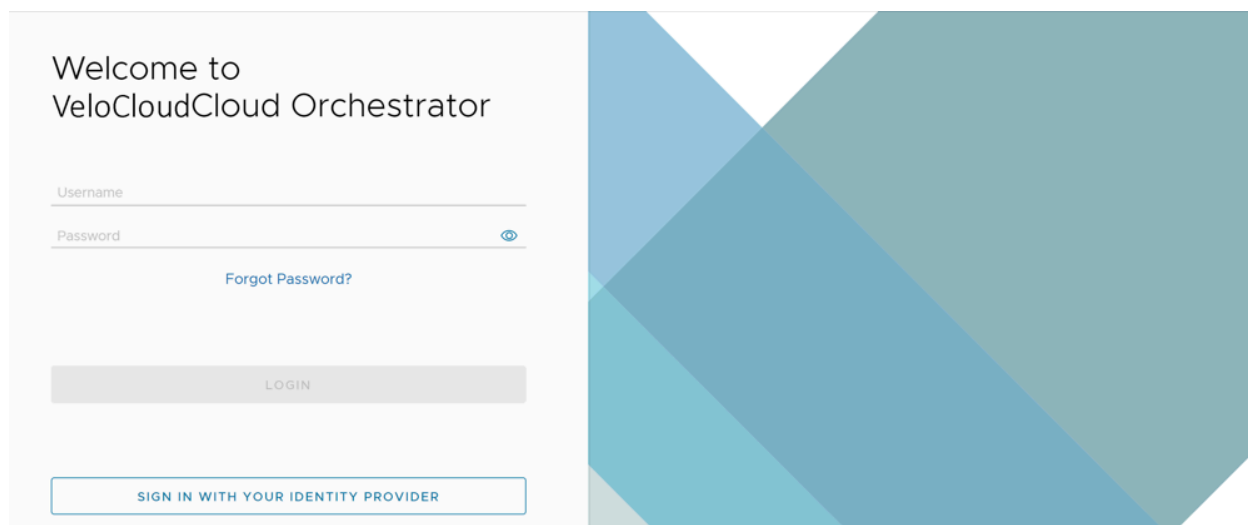 Welcome to
VeloCloudCloud Orchestrator
Username
Password
Forgot Password?
LOGIN
SIGN IN WITH YOUR IDENTITY PROVIDER